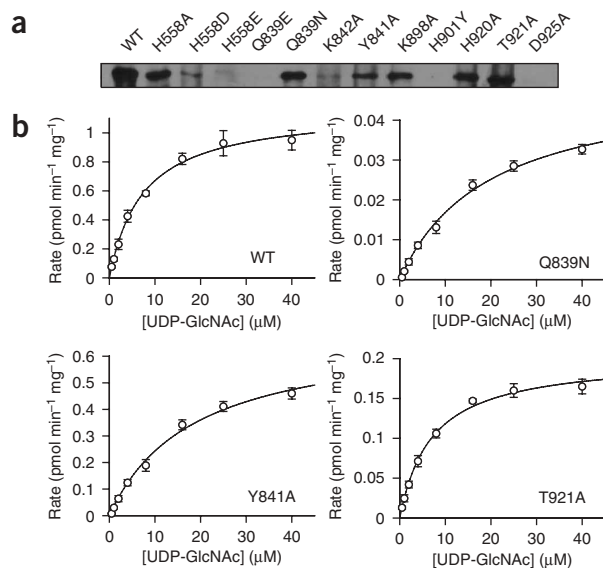 a
WT H558A H558D H558E Q839E Q839N K842A Y841A K898A H901Y H920A T921A D925A
b
Rate (pmol min⁻¹ mg⁻¹)
1
0.8
0.6
0.4
0.2
0
0 10 20 30 40
[UDP-GlcNAc] (μM)
WT
Rate (pmol min⁻¹ mg⁻¹)
0.04
0.03
0.02
0.01
0
0 10 20 30 40
[UDP-GlcNAc] (μM)
Q839N
Rate (pmol min⁻¹ mg⁻¹)
0.6
0.5
0.4
0.3
0.2
0.1
0
0 10 20 30 40
[UDP-GlcNAc] (μM)
Y841A
Rate (pmol min⁻¹ mg⁻¹)
0.2
0.15
0.1
0.05
0
0 10 20 30 40
[UDP-GlcNAc] (μM)
T921A